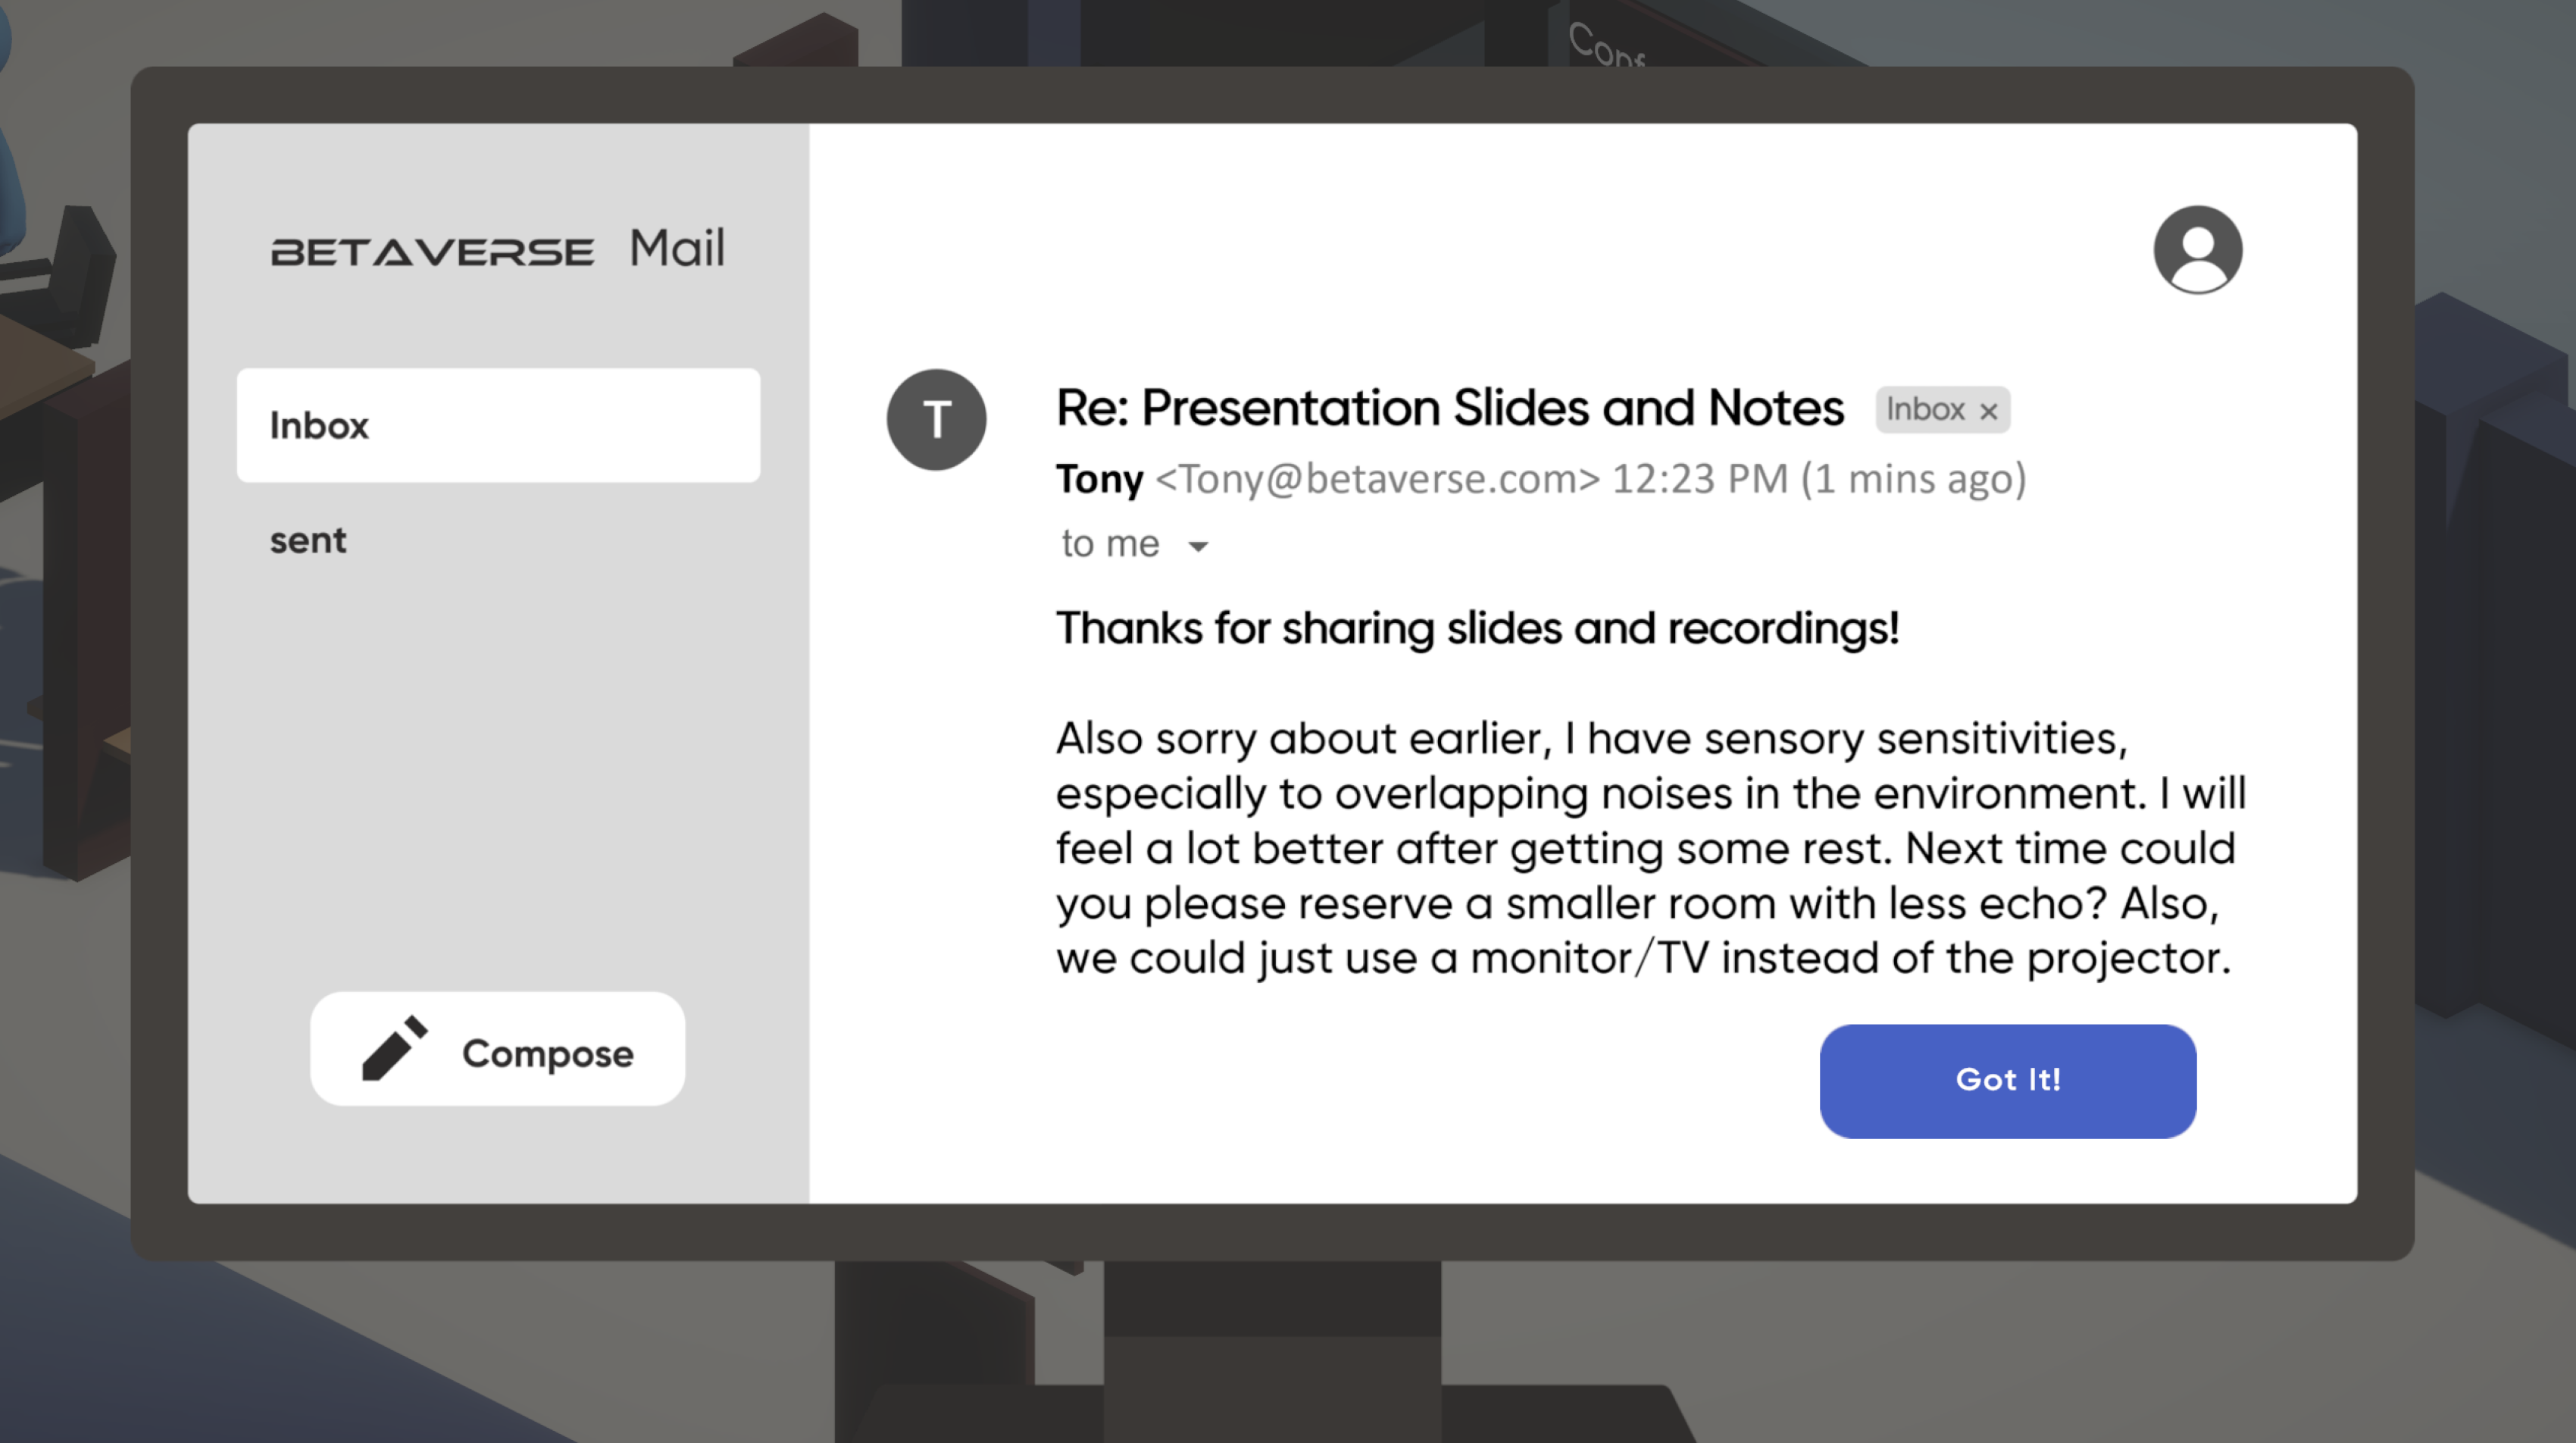 Conf
BETAVERSE Mail
Inbox
sent
Compose
T
Re: Presentation Slides and Notes Inbox ×
Tony <Tony@betaverse.com> 12:23 PM (1 mins ago)
to me
Thanks for sharing slides and recordings!
Also sorry about earlier, I have sensory sensitivities,
especially to overlapping noises in the environment. I will
feel a lot better after getting some rest. Next time could
you please reserve a smaller room with less echo? Also,
we could just use a monitor/TV instead of the projector.
Got It!